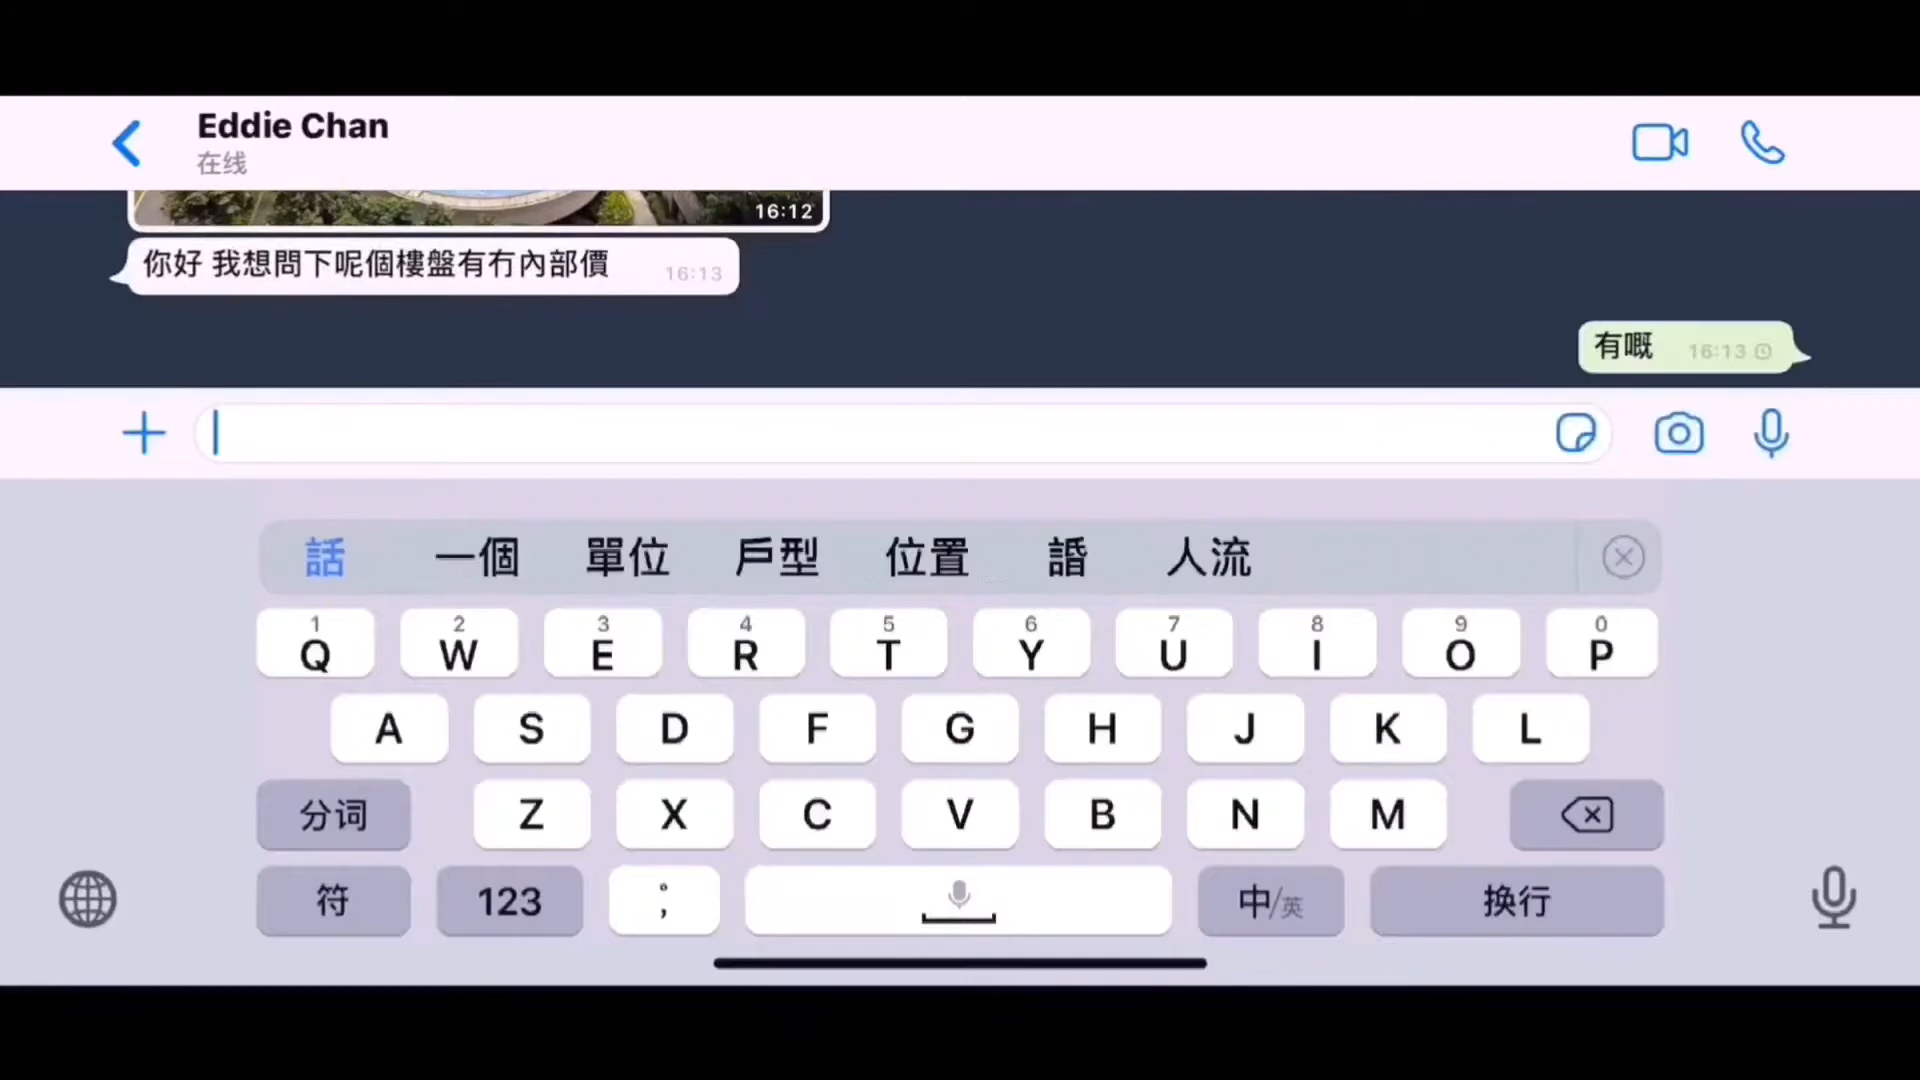 Eddie Chan
在线
16:12
你好 我想問下呢個樓盤有冇內部價 16:13
有嘅 16:13
話 一個 單位 戶型 位置 諙 人流
1 2 3 4 5 6 7 8 9 0
Q W E R T Y U I O P
A S D F G H J K L
分词 Z X C V B N M
符 123 ; 中/英 换行